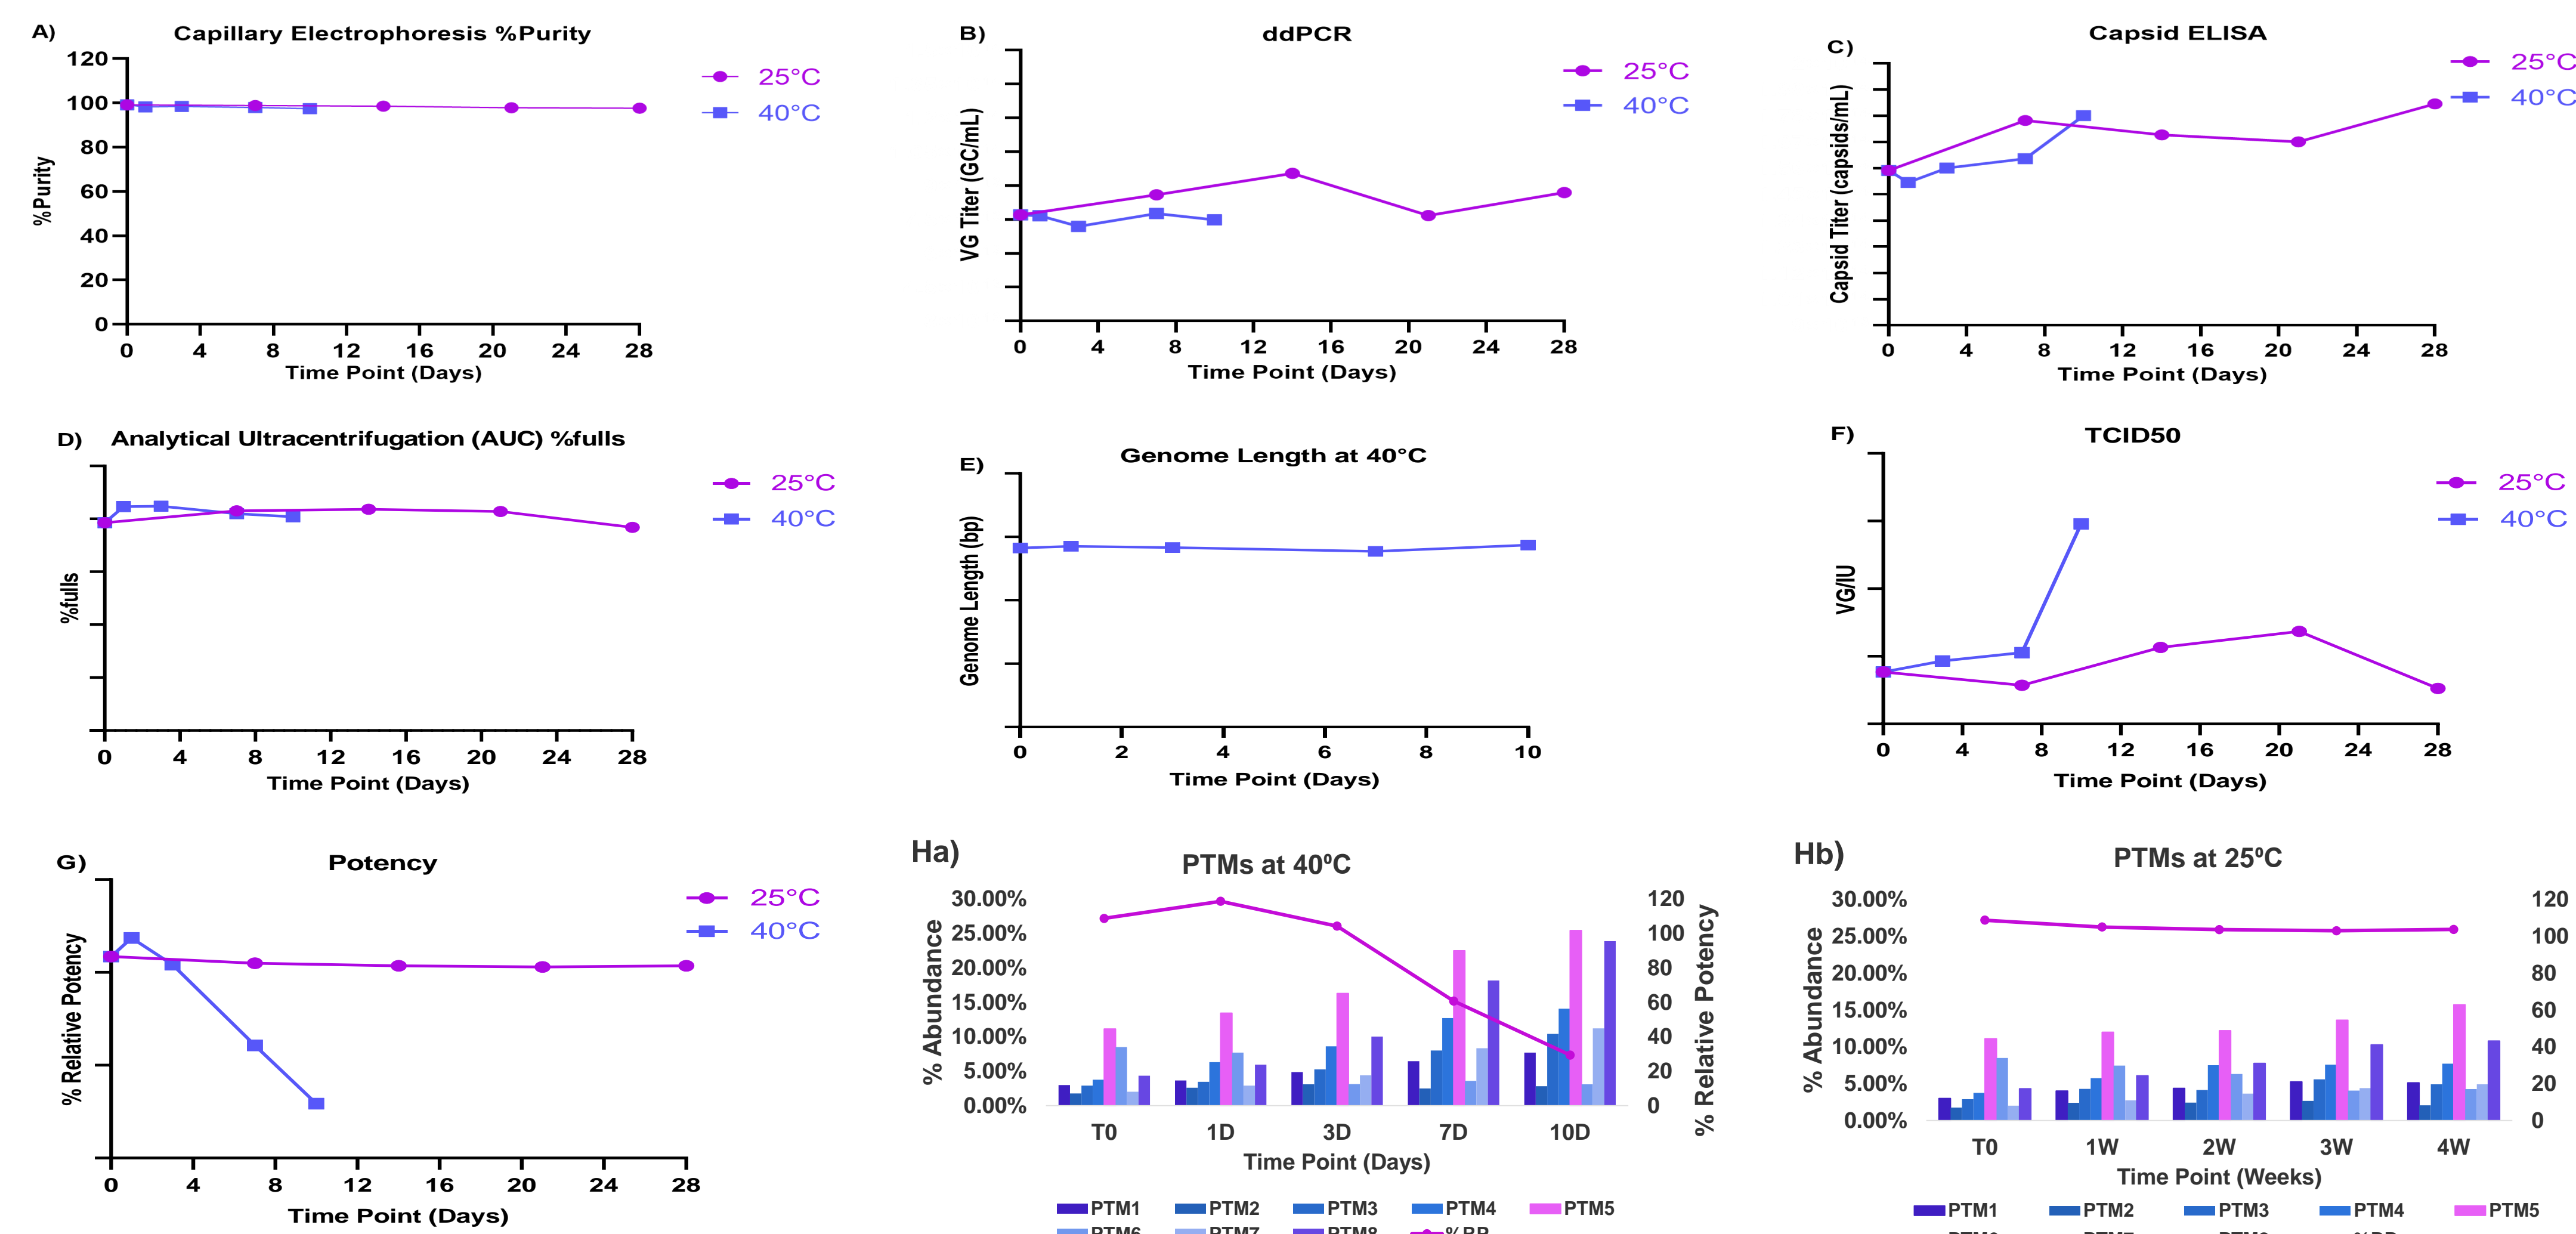 A)
Capillary Electrophoresis %Purity
120
100
80
60
40
20
0
%Purity
0 4 8 12 16 20 24 28
Time Point (Days)
25°C
40°C
B)
ddPCR
VG Titer (GC/mL)
0 4 8 12 16 20 24 28
Time Point (Days)
25°C
40°C
C)
Capsid ELISA
Capsid Titer (capsids/mL)
0 4 8 12 16 20 24 28
Time Point (Days)
25°C
40°C
D)
Analytical Ultracentrifugation (AUC) %fulls
%fulls
0 4 8 12 16 20 24 28
Time Point (Days)
25°C
40°C
E)
Genome Length at 40°C
Genome Length (bp)
0 2 4 6 8 10
Time Point (Days)
F)
TCID50
VG/IU
0 4 8 12 16 20 24 28
Time Point (Days)
25°C
40°C
G)
Potency
% Relative Potency
0 4 8 12 16 20 24 28
Time Point (Days)
25°C
40°C
Ha)
PTMs at 40ºC
30.00%
25.00%
20.00%
15.00%
10.00%
5.00%
0.00%
% Abundance
120
100
80
60
40
20
0
% Relative Potency
T0 1D 3D 7D 10D
Time Point (Days)
PTM1 PTM2 PTM3 PTM4 PTM5
PTM6 PTM7 PTM8 %RP
Hb)
PTMs at 25ºC
30.00%
25.00%
20.00%
15.00%
10.00%
5.00%
0.00%
% Abundance
120
100
80
60
40
20
0
T0 1W 2W 3W 4W
Time Point (Weeks)
PTM1 PTM2 PTM3 PTM4 PTM5